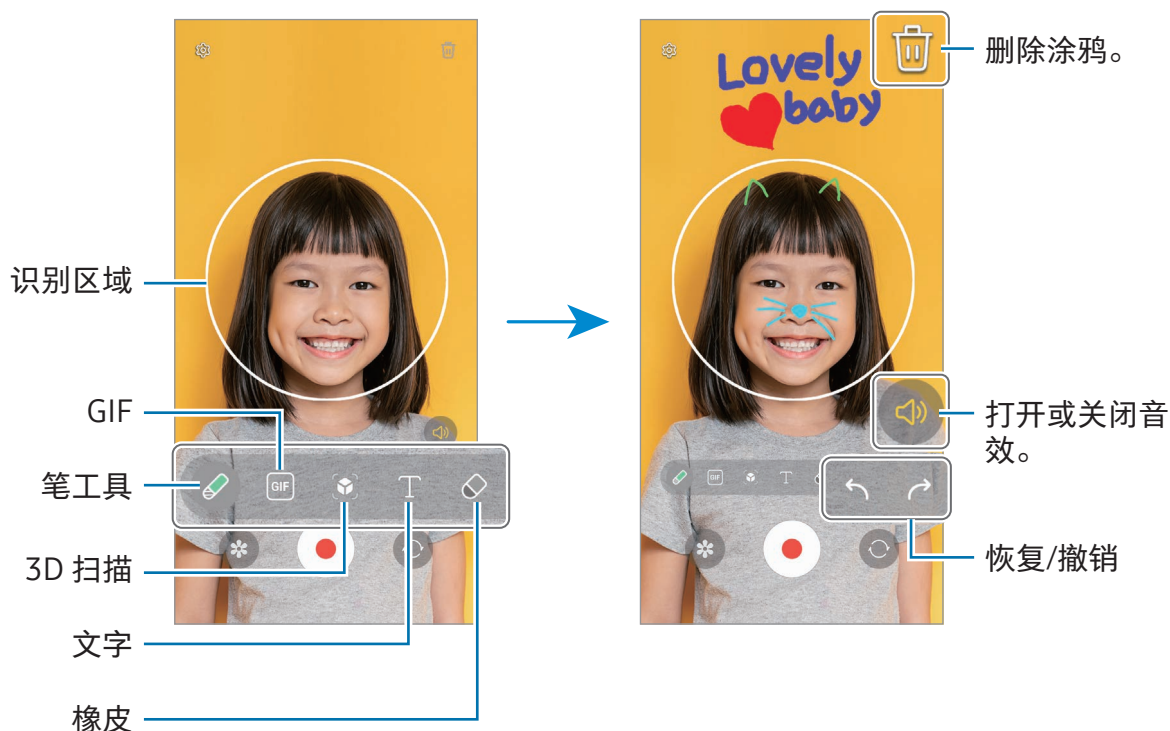 识别区域
GIF
笔工具
GIF
3D 扫描
文字
橡皮
Lovely
baby
删除涂鸦。
打开或关闭音
效。
GIF
恢复/撤销